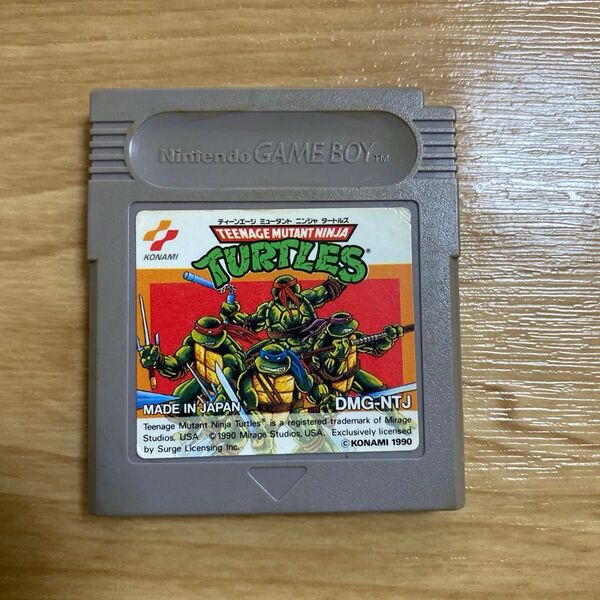 Nintendo GAME BOY TM
ティーンエージ ミュータント ニンジャ タートルズ
TEENAGE MUTANT NINJA
TURTLES®
KONAMI
MADE IN JAPAN
DMG-NTJ
Teenage Mutant Ninja Turtles® is a registered trademark of Mirage
Studios, USA © 1990 Mirage Studios, USA. Exclusively licensed
by Surge Licensing Inc.
© KONAMI 1990